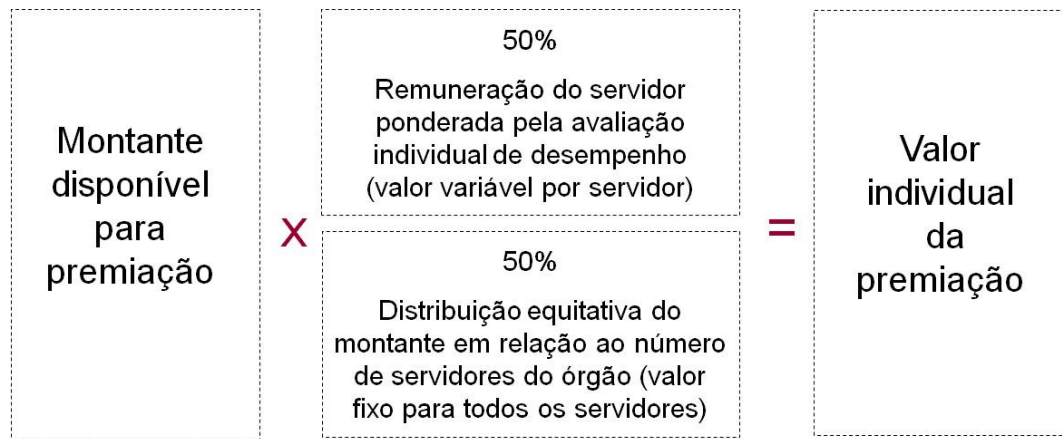 Montante
disponível
para
premiação
x
50%
Remuneração do servidor
ponderada pela avaliação
individual de desempenho
(valor variável por servidor)
50%
Distribuição equitativa do
montante em relação ao número
de servidores do órgão (valor
fixo para todos os servidores)
=
Valor
individual
da
premiação